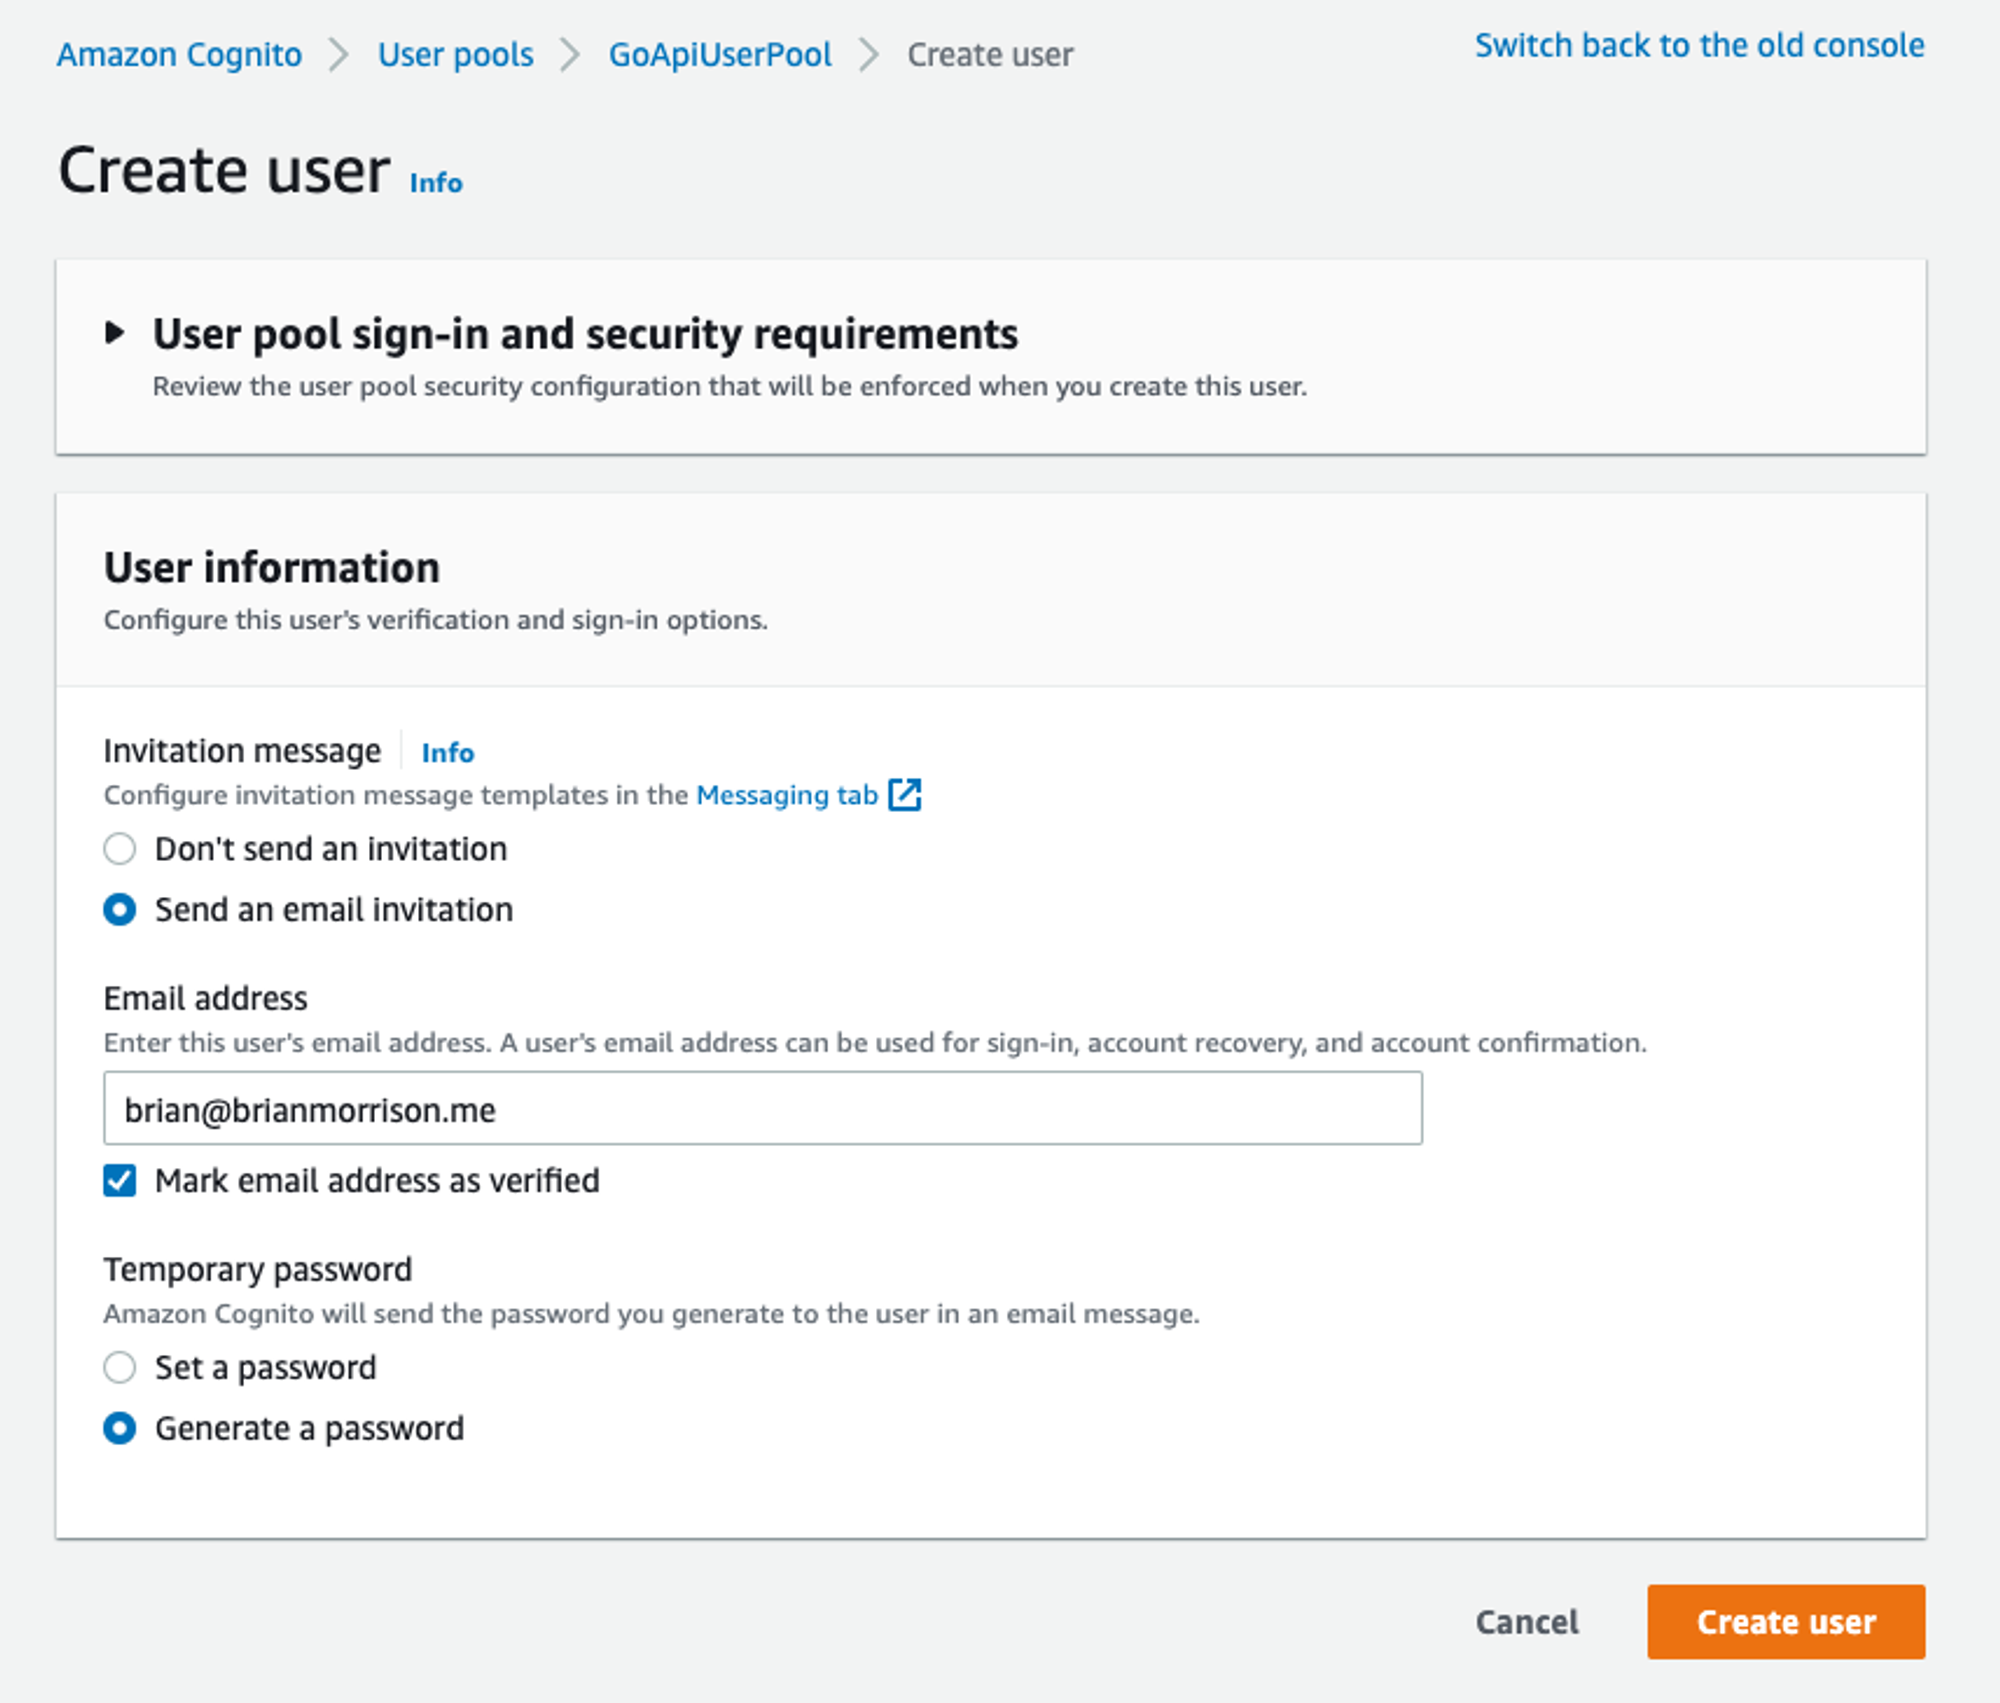 Amazon Cognito > User pools > GoApiUserPool > Create user
Switch back to the old console
Create user Info
User pool sign-in and security requirements
Review the user pool security configuration that will be enforced when you create this user.
User information
Configure this user's verification and sign-in options.
Invitation message Info
Configure invitation message templates in the Messaging tab
Don't send an invitation
Send an email invitation
Email address
Enter this user's email address. A user's email address can be used for sign-in, account recovery, and account confirmation.
brian@brianmorrison.me
Mark email address as verified
Temporary password
Amazon Cognito will send the password you generate to the user in an email message.
Set a password
Generate a password
Cancel
Create user